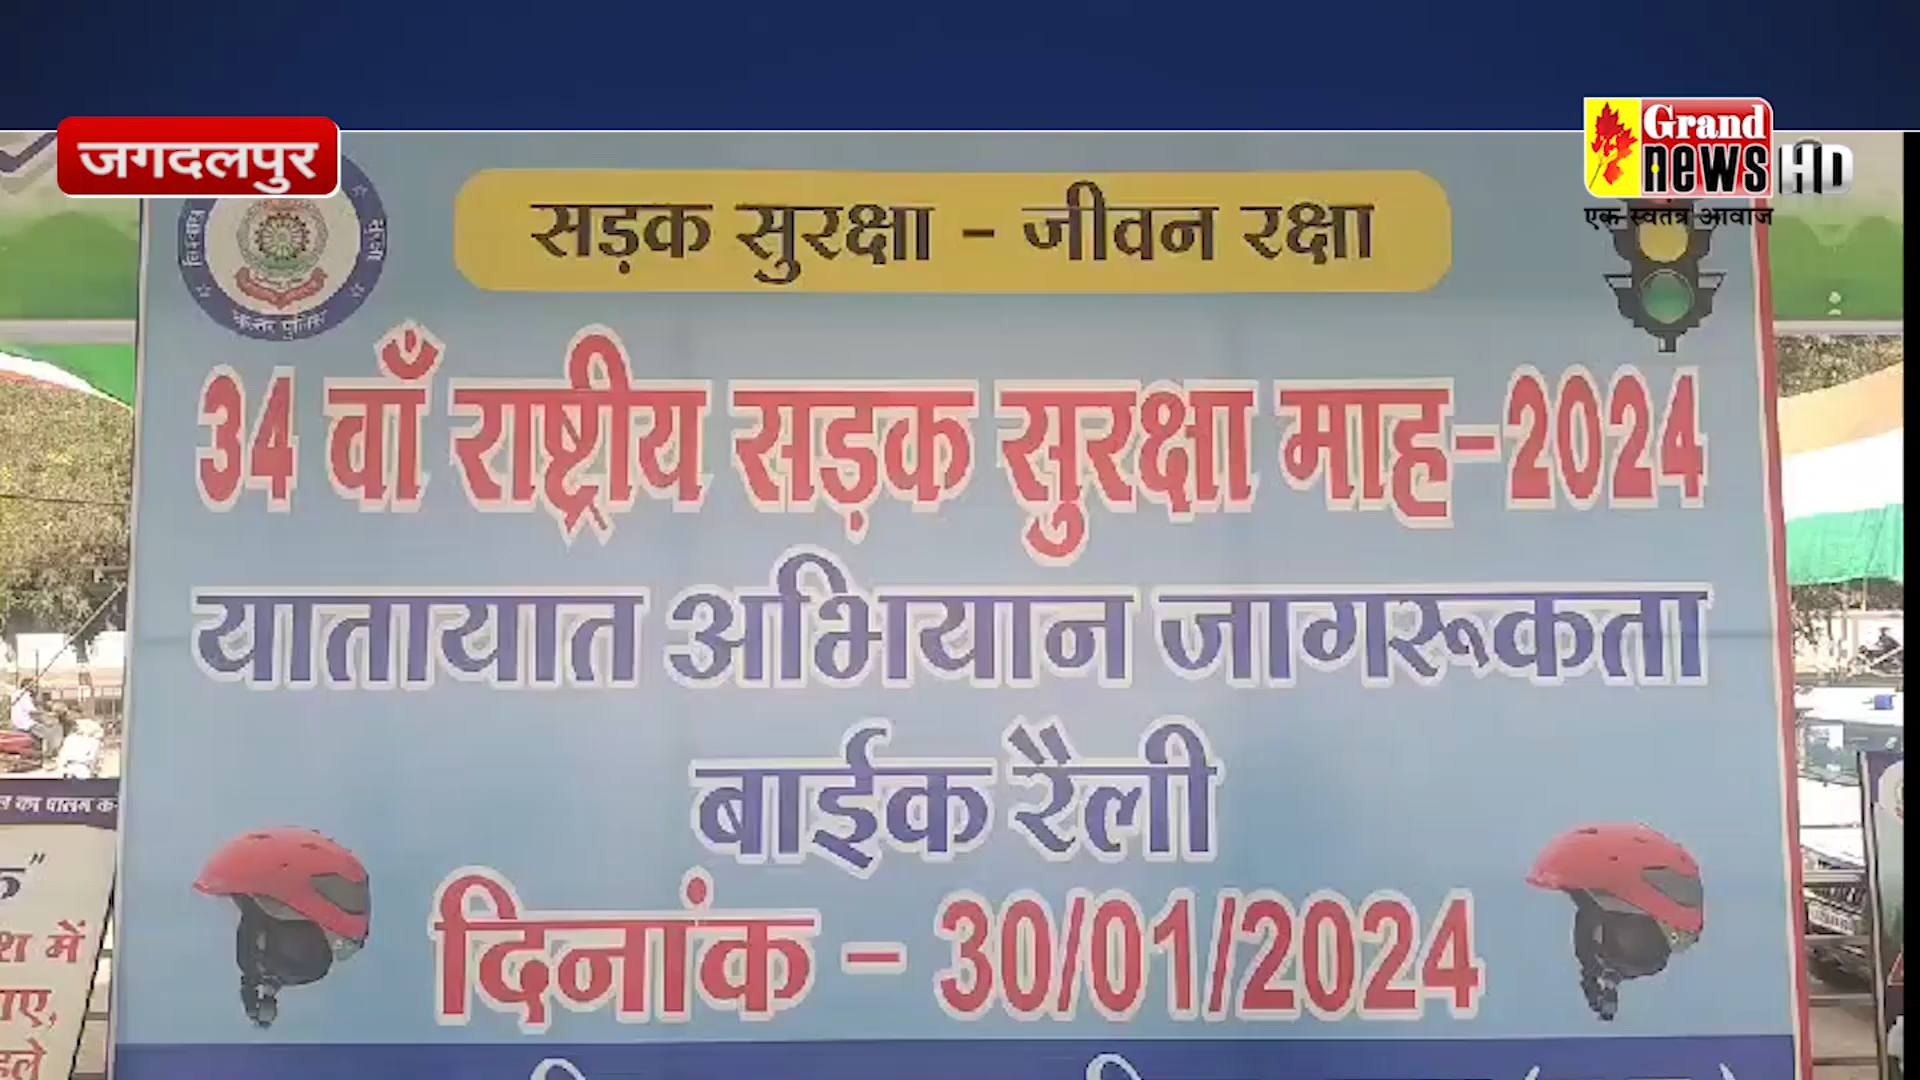 जगदलपुर
Grand
news HD
एक स्वतंत्र आवाज
सड़क सुरक्षा - जीवन रक्षा
34 वाँ राष्ट्रीय सड़क सुरक्षा माह-2024
यातायात अभियान जागरूकता
बाईक रैली
दिनांक - 30/01/2024
का पालन
में